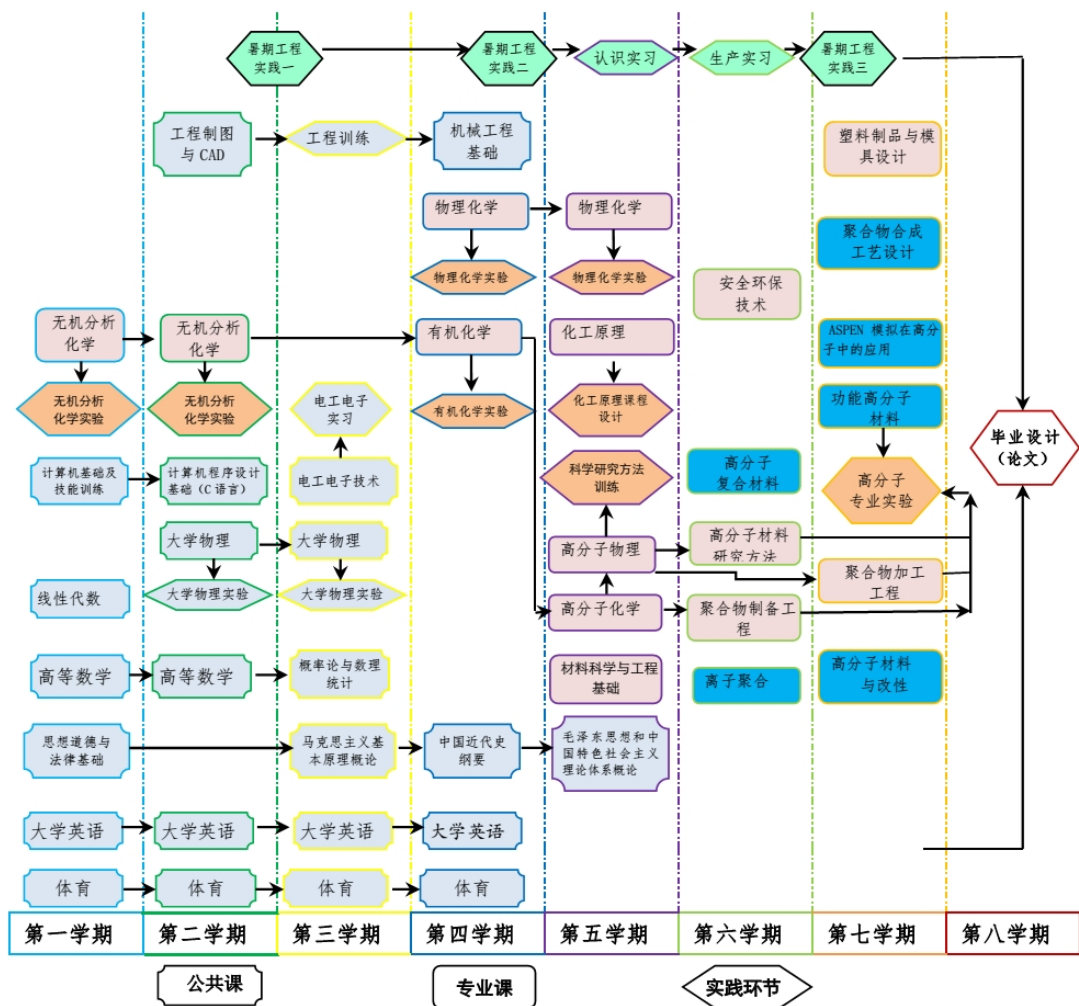 暑期工程
实践一
暑期工程
实践二
认识实习
生产实习
暑期工程
实践三
工程制图
与 CAD
工程训练
机械工程
基础
塑料制品与模
具设计
物理化学
物理化学
聚合物合成
工艺设计
物理化学实验
物理化学实验
安全环保
技术
无机分析
化学
无机分析
化学
有机化学
化工原理
ASPEN 模拟在高分
子中的应用
无机分析
化学实验
无机分析
化学实验
电工电子
实习
有机化学实验
化工原理课程
设计
功能高分子
材料
毕业设计
（论文）
计算机基础及
技能训练
计算机程序设计
基础（C 语言）
电工电子技术
科学研究方法
训练
高分子
复合材料
高分子
专业实验
大学物理
大学物理
高分子物理
高分子材料
研究方法
线性代数
大学物理实验
大学物理实验
高分子化学
聚合物制备工
程
聚合物加工
工程
高等数学
高等数学
概率论与数理
统计
材料科学与工程
基础
离子聚合
高分子材料
与改性
思想道德与
法律基础
马克思主义基
本原理概论
中国近代史
纲要
毛泽东思想和中
国特色社会主义
理论体系概论
大学英语
大学英语
大学英语
大学英语
体育
体育
体育
体育
第一学期
第二学期
第三学期
第四学期
第五学期
第六学期
第七学期
第八学期
公共课
专业课
实践环节